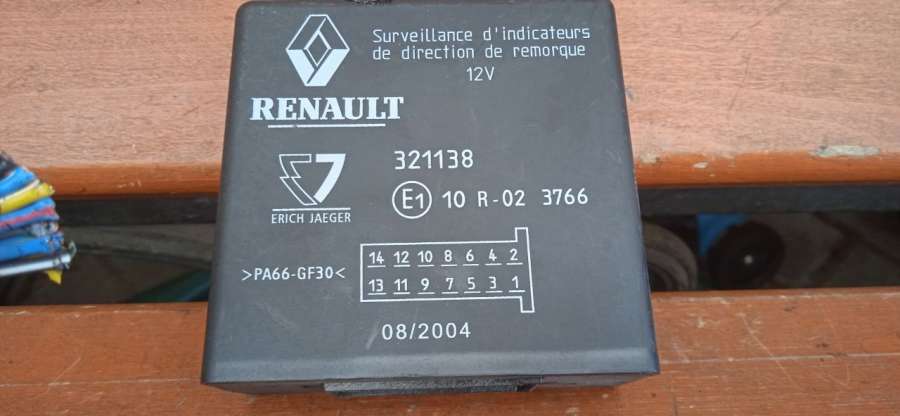 Surveillance d'indicateurs
de direction de remorque
12V
RENAULT
321138
ERICH JAEGER
E1 10 R-02 3766
>PA66-GF30<
14 12 10 8 6 4 2
13 11 9 7 5 3 1
08/2004